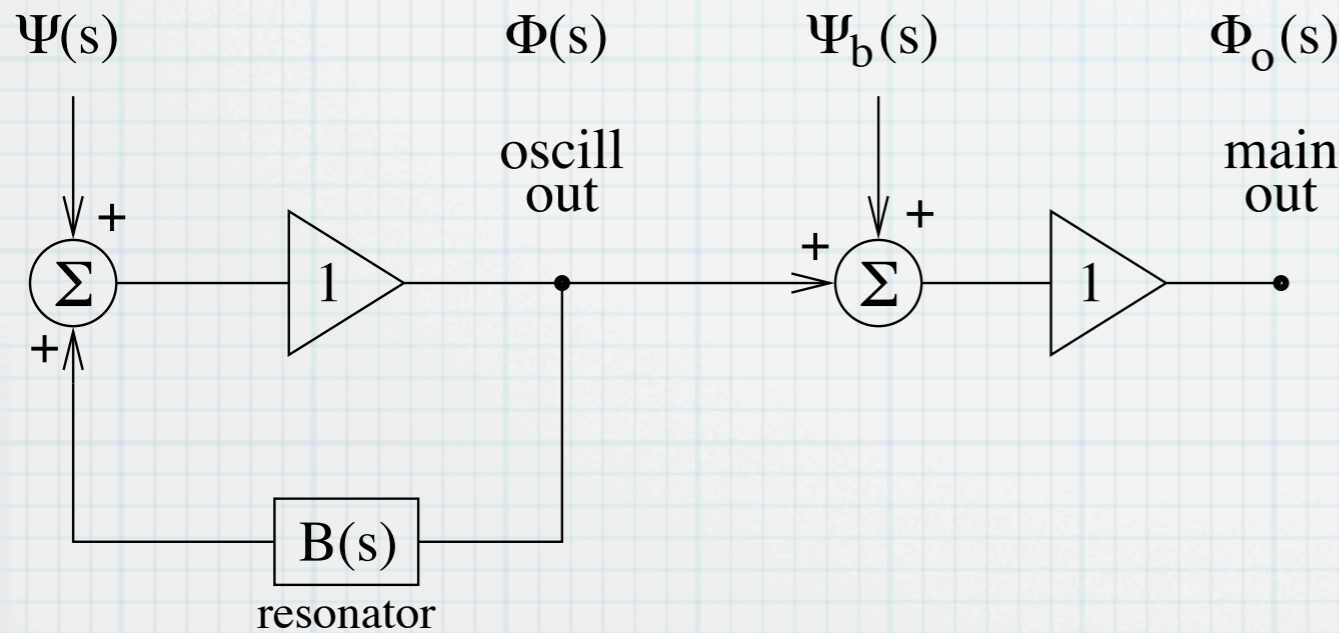 Ψ(s) Φ(s) Ψb(s) Φo(s)
oscill
out
main
out
+ + +
Σ 1 Σ 1
+
B(s)
resonator